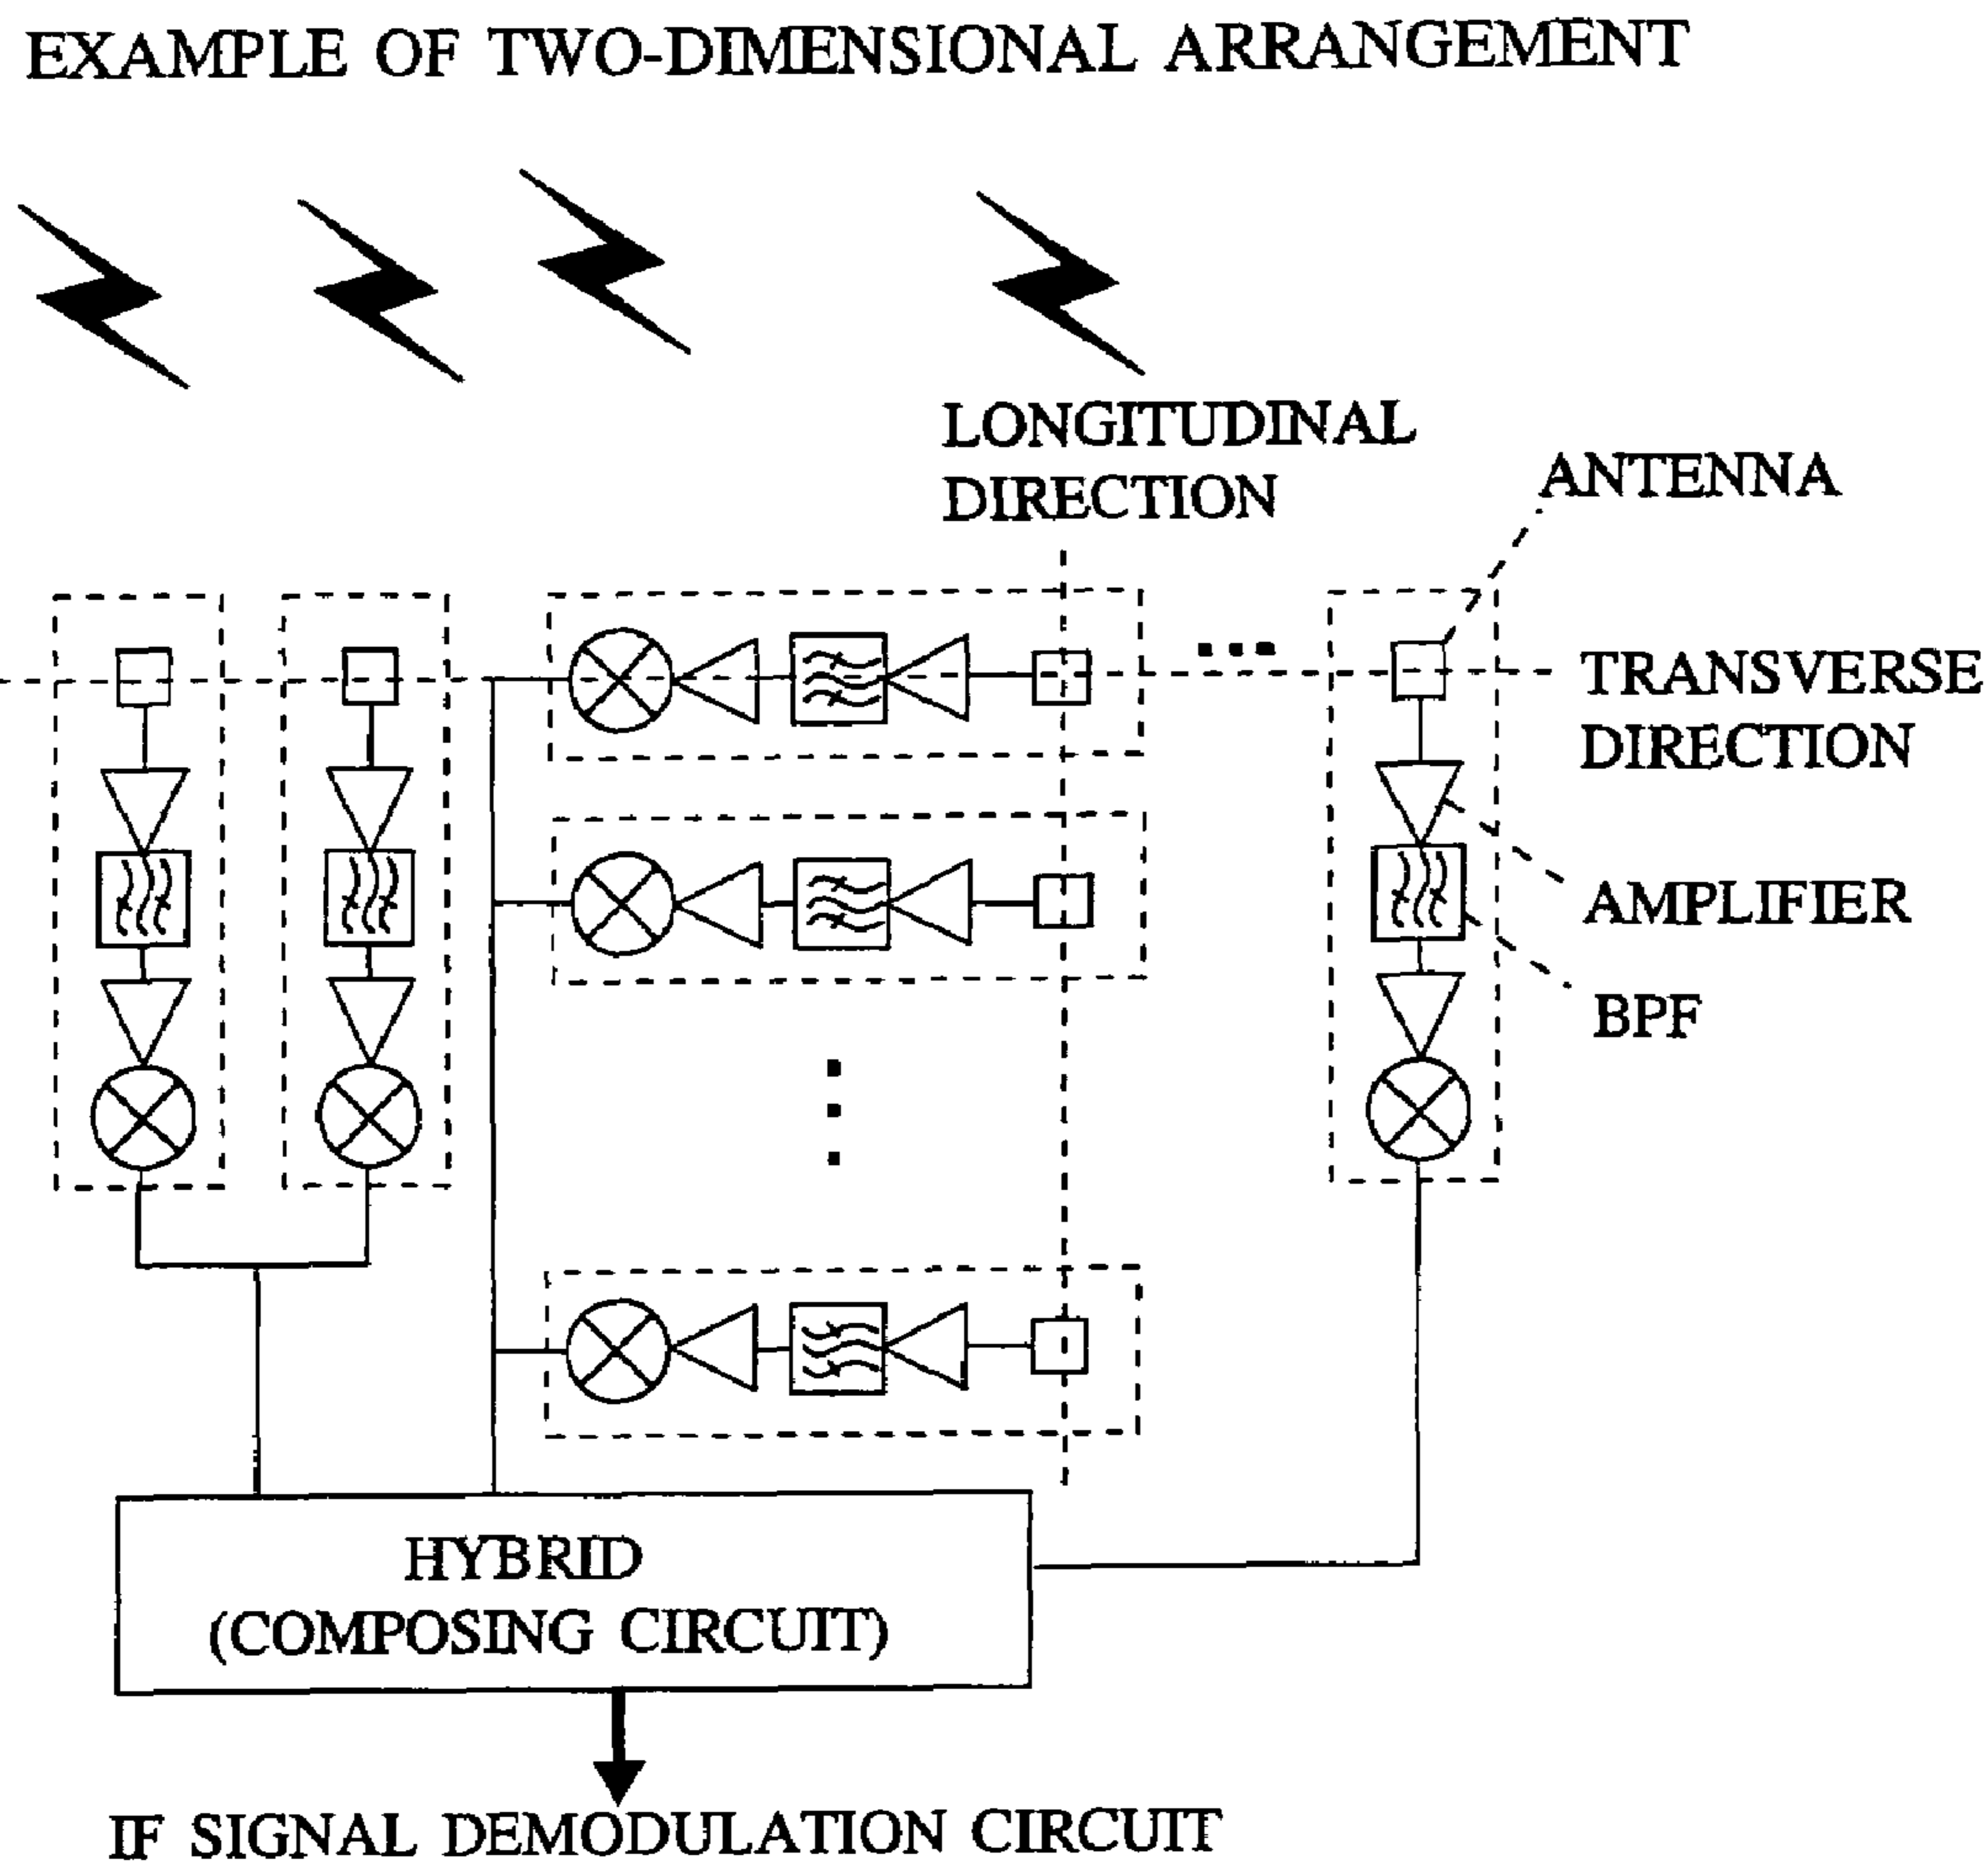 EXAMPLE OF TWO-DIMENSIONAL ARRANGEMENT
LONGITUDINAL
DIRECTION
ANTENNA
TRANSVERSE
DIRECTION
AMPLIFIER
BPF
HYBRID
(COMPOSING CIRCUIT)
IF SIGNAL DEMODULATION CIRCUIT